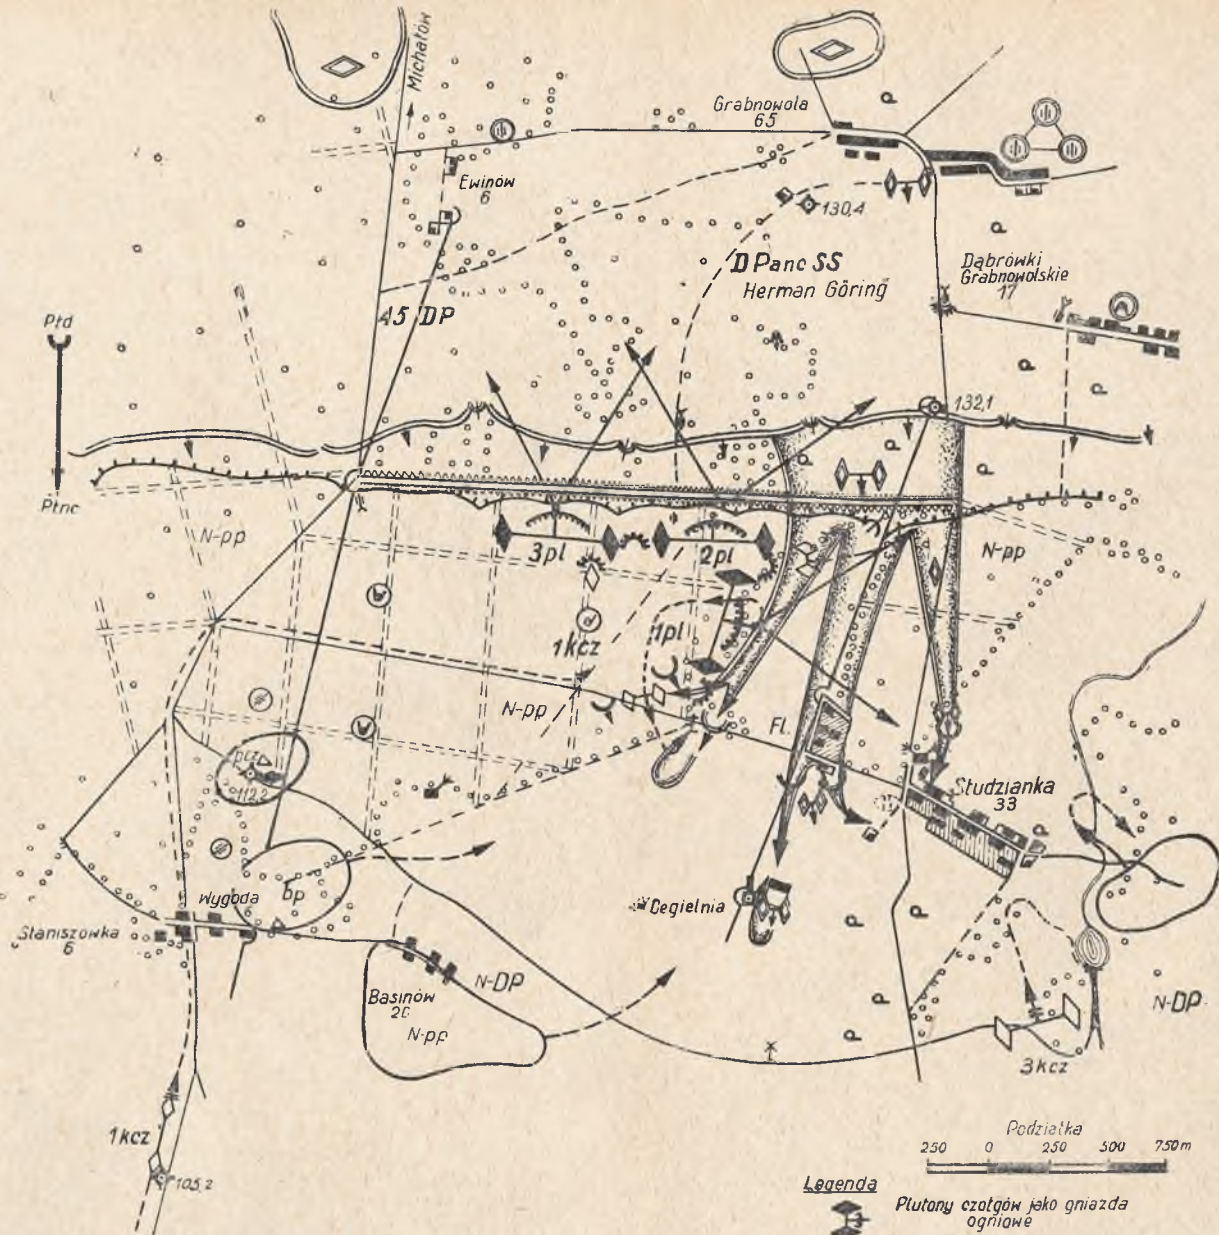 Michałów
Grabnowola
65
Ewinów
6
130,4
D Panc SS
Herman Göring
Dąbrówki
Grabnowolskie
17
45 DP
Płd
132,1
Płnc
N-pp
3pl
2pl
N-pp
1kcz
1pl
N-pp
Fl.
112,2
Studzianka
33
Wygoda
bp
Cegielnia
Staniszówka
6
N-DP
Basinów
20
N-pp
N-DP
3kcz
1kcz
105,2
Podziałka
250 0 250 500 750m
Legenda
Plutony czołgów jako gniazda
ogniowe